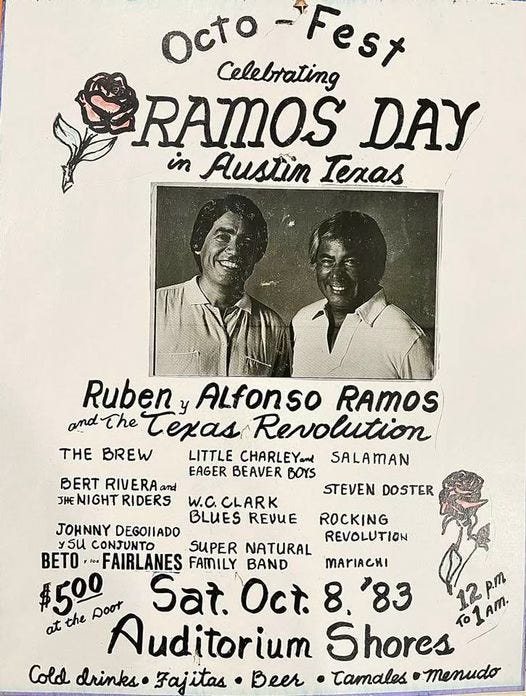 Octo-Fest
Celebrating
RAMOS DAY
in Austin Texas
Ruben y Alfonso RAMOS
and The Texas Revolution
THE BREW
BERT RIVERA and
THE NIGHT RIDERS
JOHNNY DEGOllADO
y SU CONJUNTO
BETO y los FAIRLANES
LITTLE CHARLEY and
EAGER BEAVER BOYS
W.C. CLARK
BLUES REVUE
SUPER NATURAL
FAMILY BAND
SALAMAN
STEVEN DOSTER
ROCKING
REVOLUTION
MARIACHI
$5.00
at the Door
Sat. Oct. 8, '83
12 p.m.
To 1 Am.
Auditorium Shores
Cold drinks • Fajitas • Beer • Tamales • menudo